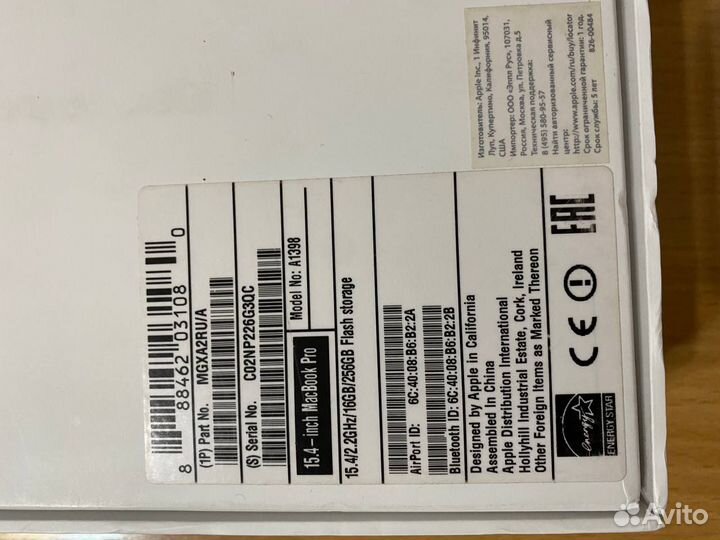 Изготовитель: Apple Inc., 1 Инфинит
Луп, Купертино, Калифорния, 95014,
США
Импортер: ООО «Эппл Рус», 107031,
Россия, Москва, ул. Петровка д.5
Техническая поддержка:
8 (495) 580-95-57
Найти авторизованный сервисный
центр:
http://www.apple.com/ru/buy/locator
Срок ограниченной гарантии: 1 год.
Срок службы: 5 лет
826-00484
8 88462 03108 0
(1P) Part No. MGXA2RU/A
(S) Serial No. C02NP226G3QC
15.4-inch MacBook Pro Model No: A1398
15.4/2.2GHz/16GB/256GB Flash storage
AirPort ID: 6C:40:08:B6:B2:2A
Bluetooth ID: 6C:40:08:B6:B2:2B
Designed by Apple in California
Assembled In China
Apple Distribution International
Hollyhill Industrial Estate, Cork, Ireland
Other Foreign Items as Marked Thereon
EAC
CE
energy
ENERGY STAR
Avito